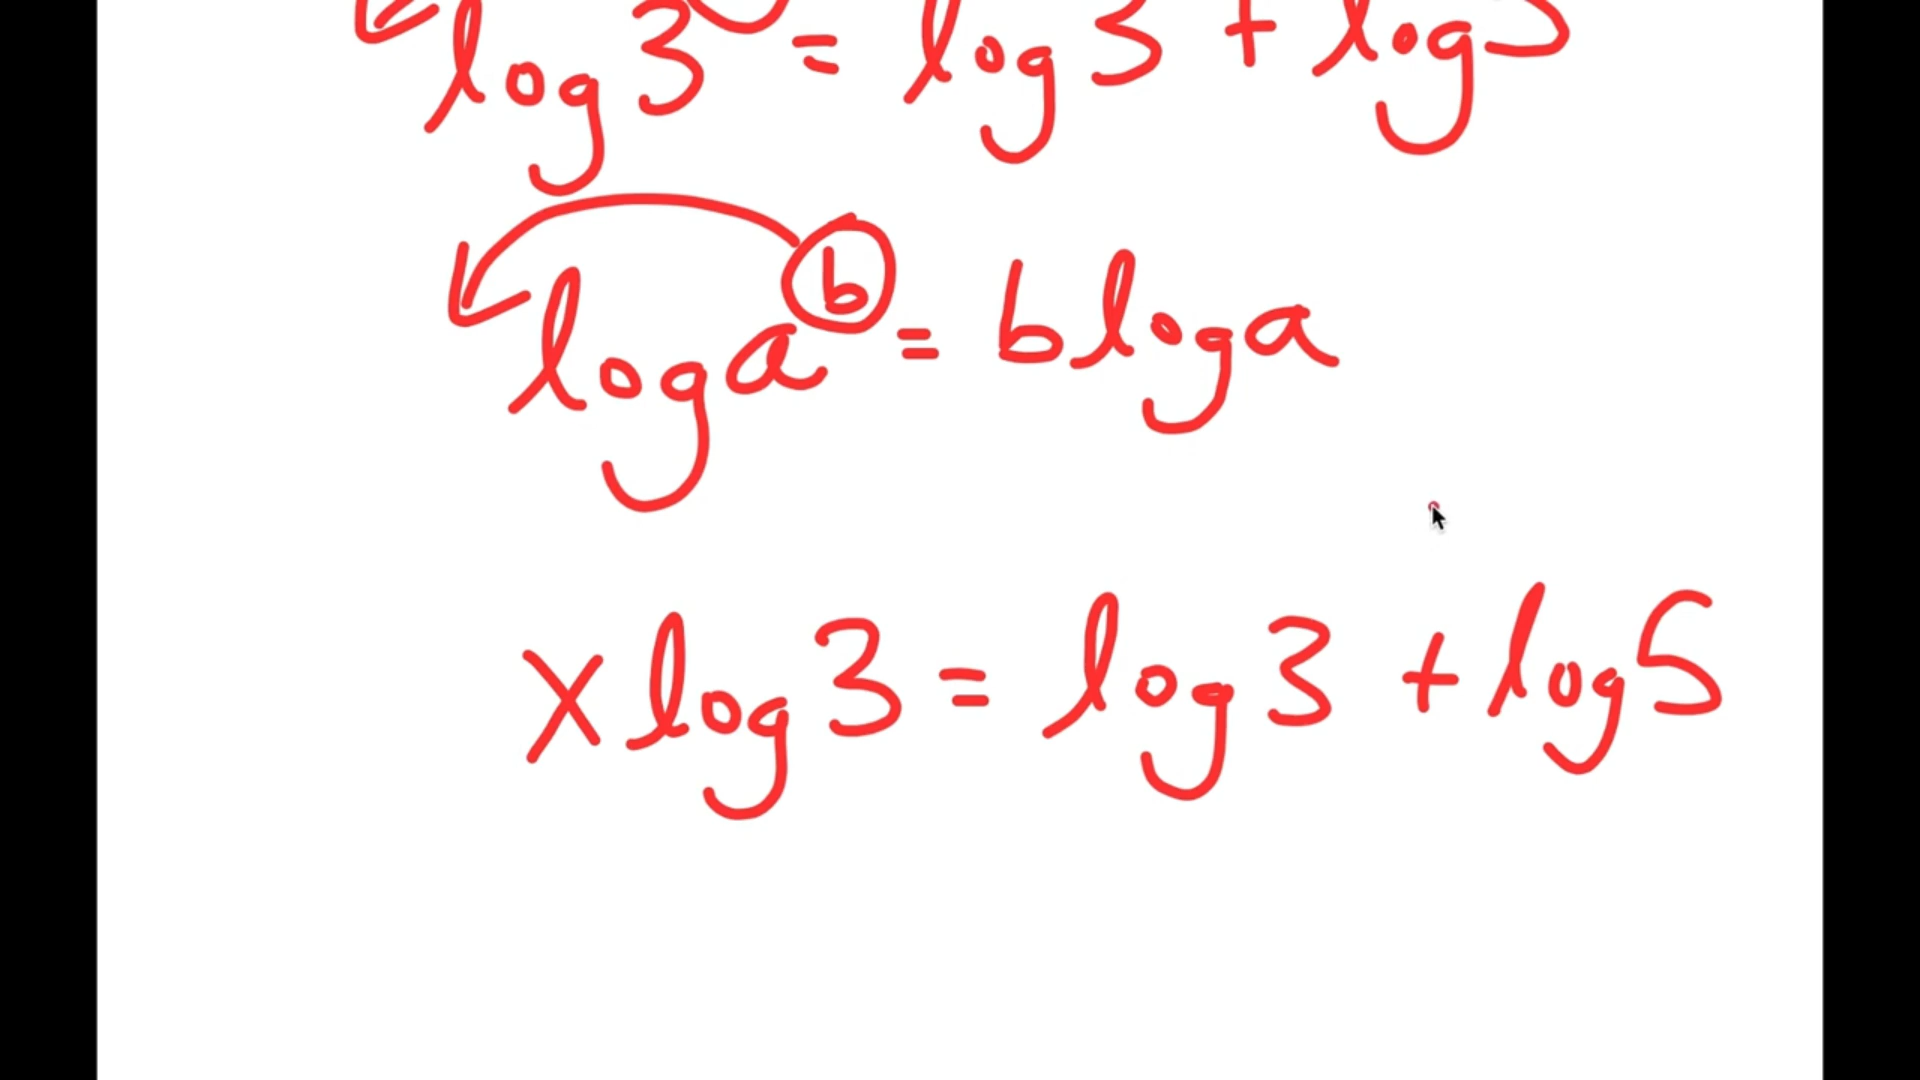 log 3 = log 3 + log 5
log a^b = b log a
x log 3 = log 3 + log 5